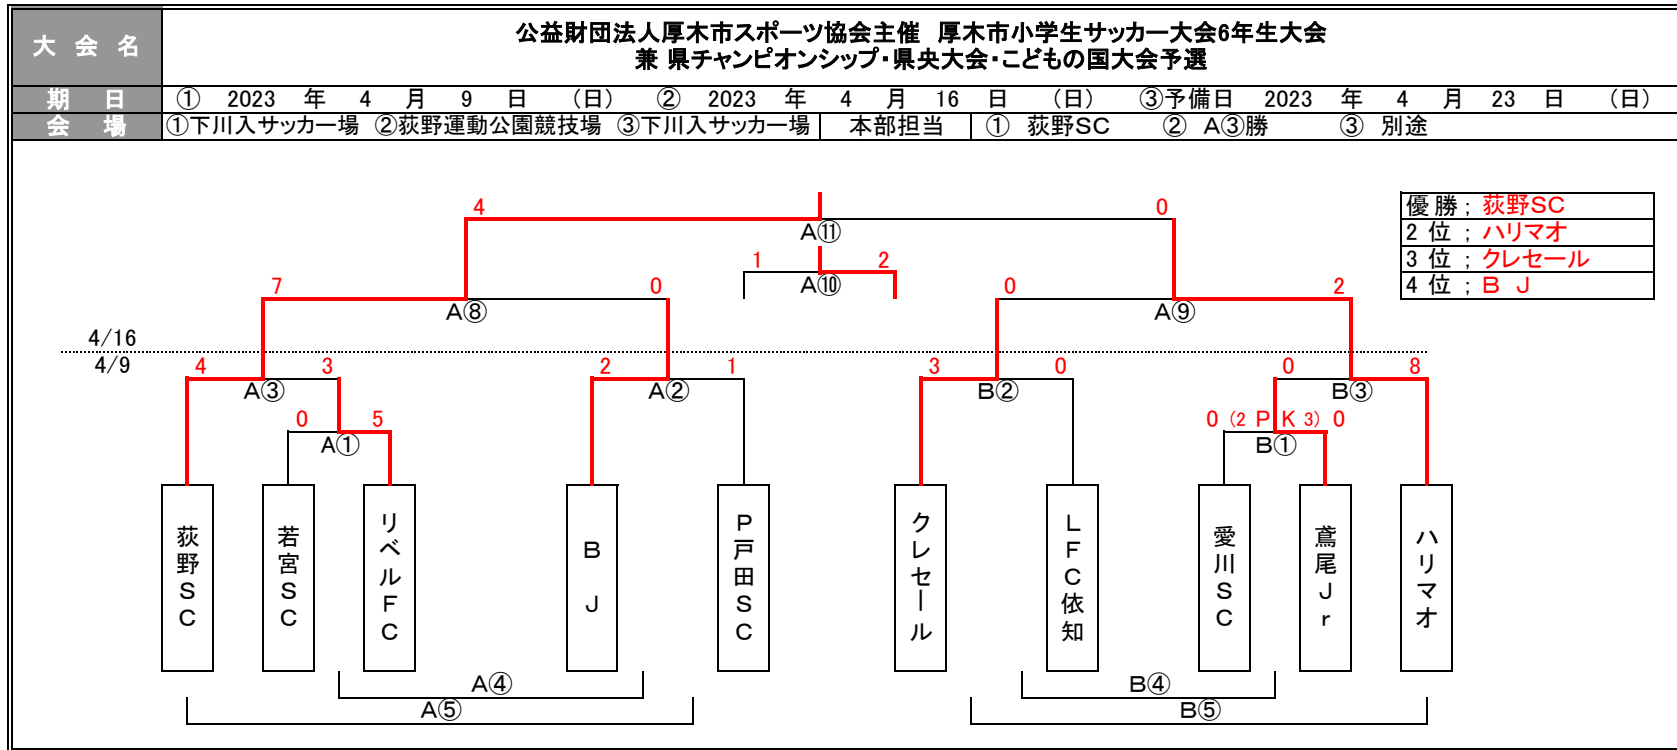 大会名
公益財団法人厚木市スポーツ協会主催 厚木市小学生サッカー大会6年生大会
兼 県チャンピオンシップ・県央大会・こどもの国大会予選
期日 ① 2023 年 4 月 9 日 (日) ② 2023 年 4 月 16 日 (日) ③予備日 2023 年 4 月 23 日 (日)
会場 ①下川入サッカー場 ②荻野運動公園競技場 ③下川入サッカー場 本部担当 ① 荻野SC ② A③勝 ③ 別途
優勝; 荻野SC
2位; ハリマオ
3位; クレセール
4位; B J
4 0
A⑪
1 2
A⑩
7 0 0 2
A⑧ A⑨
4/16
4/9
4 3 2 1 3 0 0 8
A③ A② B② B③
0 5 0 (2 PK 3) 0
A① B①
荻野SC
若宮SC
リベルFC
B J
P戸田SC
クレセール
LFC依知
愛川SC
鳶尾Jr
ハリマオ
A④ B④
A⑤ B⑤